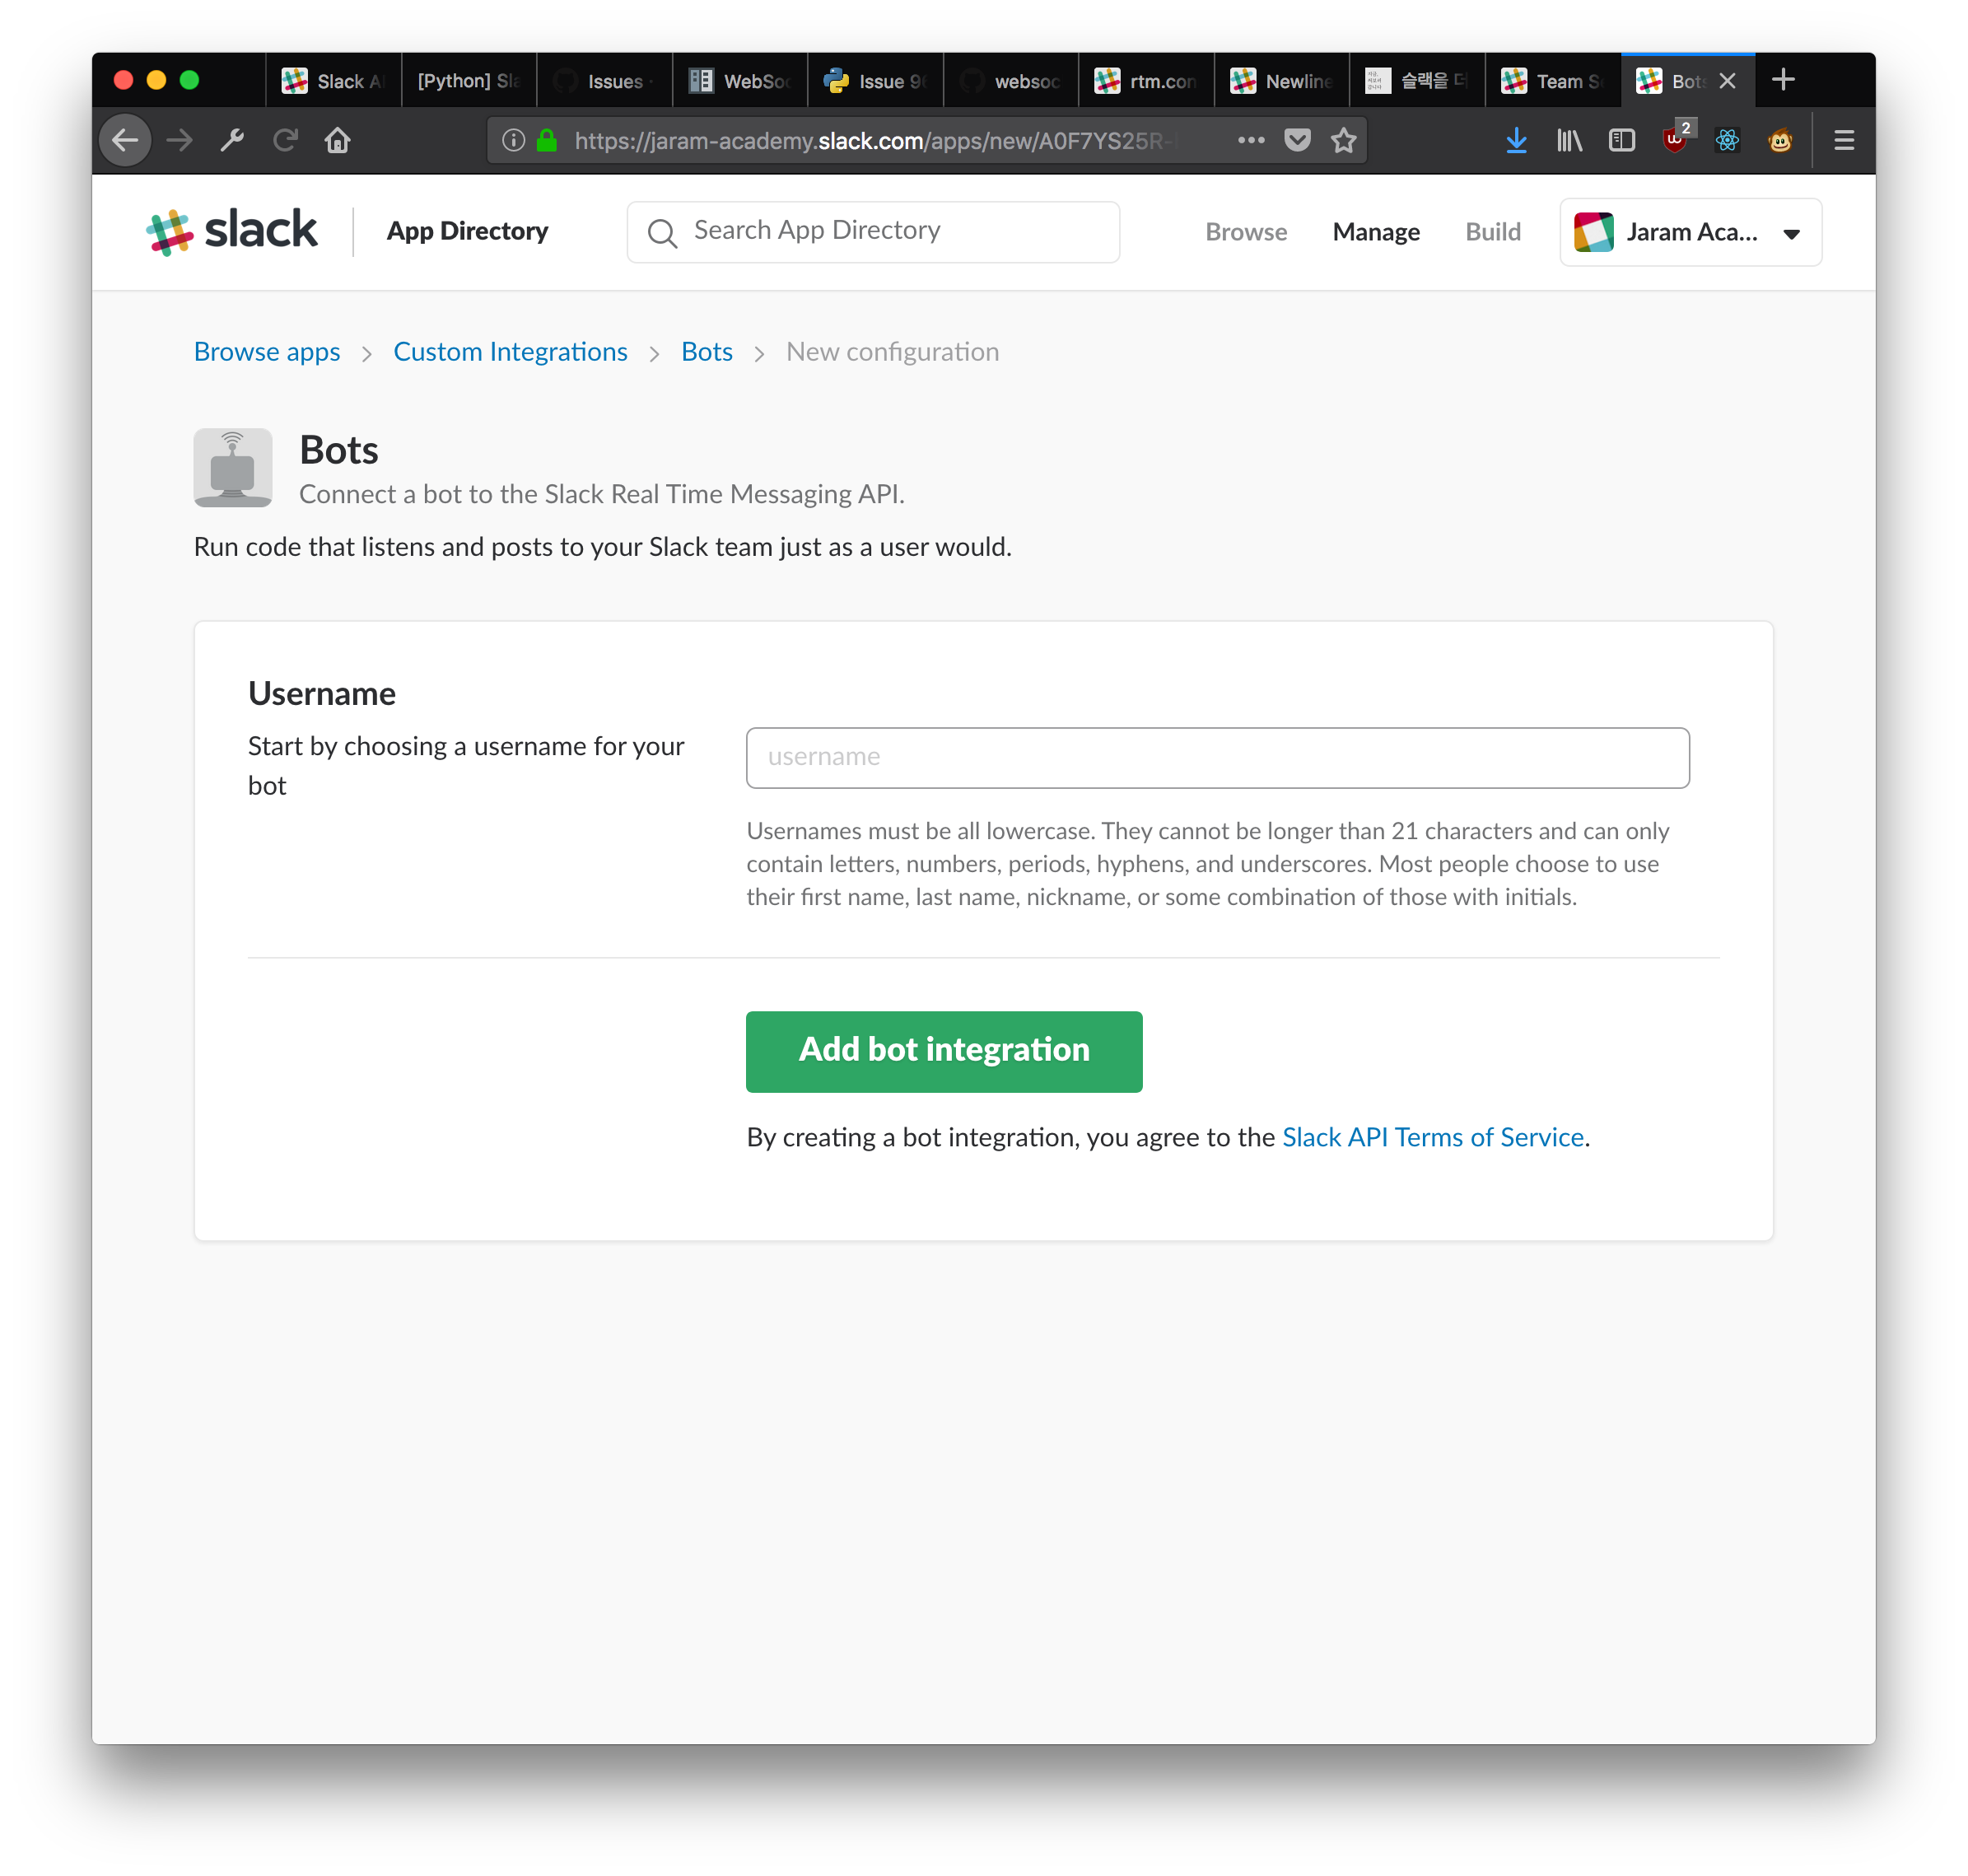 Slack A
[Python] Sla
Issues ·
WebSoc
Issue 9
websoc
rtm.con
Newline
슬랙을 더
Team S
Bots
https://jaram-academy.slack.com/apps/new/A0F7YS25R-
2
slack
App Directory
Search App Directory
Browse
Manage
Build
Jaram Aca...
Browse apps > Custom Integrations > Bots > New configuration
Bots
Connect a bot to the Slack Real Time Messaging API.
Run code that listens and posts to your Slack team just as a user would.
Username
Start by choosing a username for your
bot
username
Usernames must be all lowercase. They cannot be longer than 21 characters and can only
contain letters, numbers, periods, hyphens, and underscores. Most people choose to use
their first name, last name, nickname, or some combination of those with initials.
Add bot integration
By creating a bot integration, you agree to the Slack API Terms of Service.